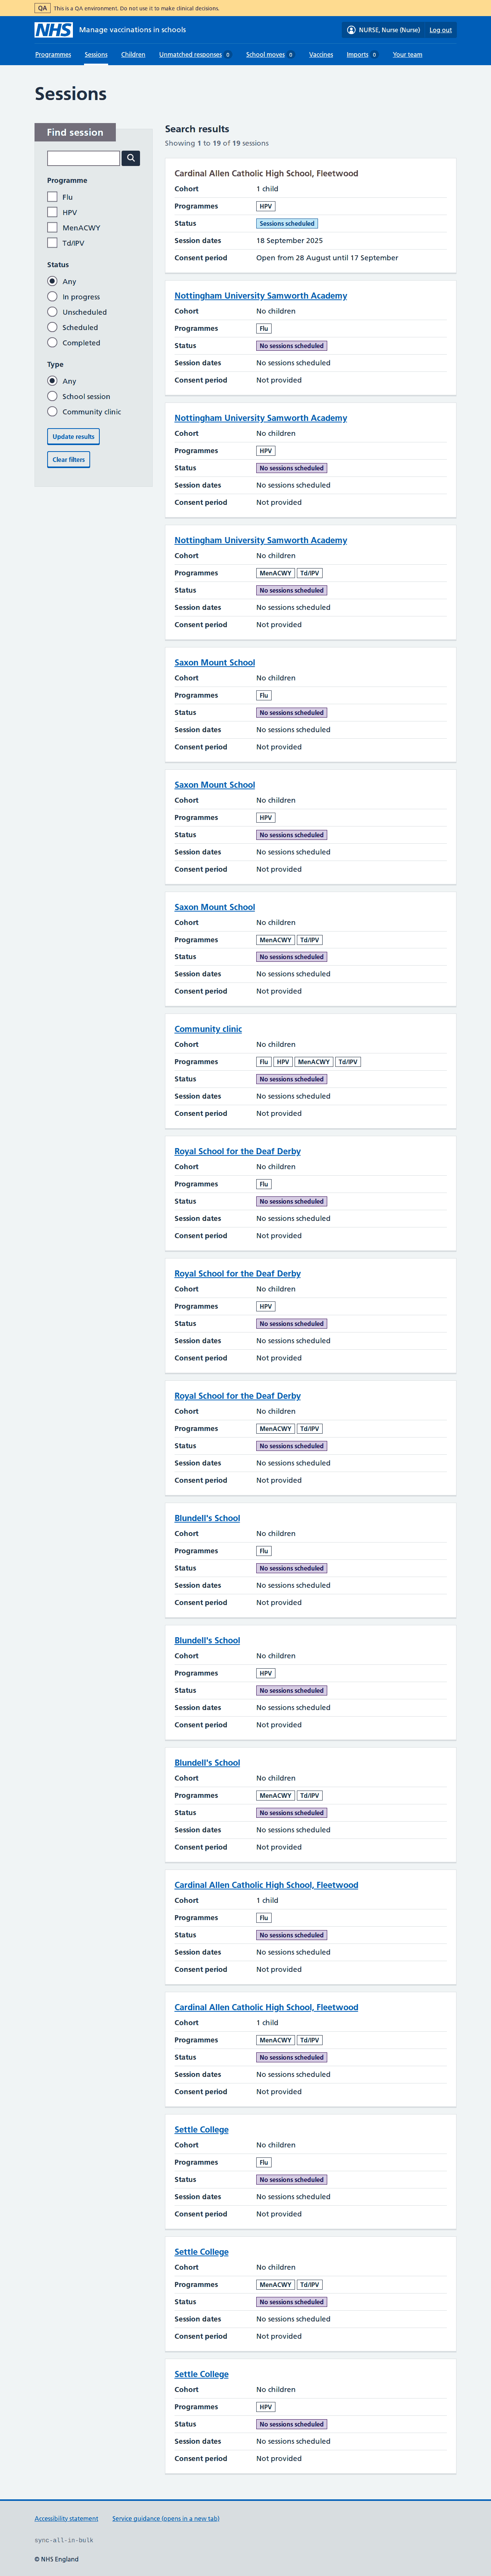 QA This is a QA environment. Do not use it to make clinical decisions.
NHS Manage vaccinations in schools NURSE, Nurse (Nurse) Log out
Programmes Sessions Children Unmatched responses 0 School moves 0 Vaccines Imports 0 Your team
Sessions
Find session
Programme
Flu
HPV
MenACWY
Td/IPV
Status
Any
In progress
Unscheduled
Scheduled
Completed
Type
Any
School session
Community clinic
Update results
Clear filters
Search results
Showing 1 to 19 of 19 sessions
Cardinal Allen Catholic High School, Fleetwood
Cohort 1 child
Programmes HPV
Status Sessions scheduled
Session dates 18 September 2025
Consent period Open from 28 August until 17 September
Nottingham University Samworth Academy
Cohort No children
Programmes Flu
Status No sessions scheduled
Session dates No sessions scheduled
Consent period Not provided
Nottingham University Samworth Academy
Cohort No children
Programmes HPV
Status No sessions scheduled
Session dates No sessions scheduled
Consent period Not provided
Nottingham University Samworth Academy
Cohort No children
Programmes MenACWY Td/IPV
Status No sessions scheduled
Session dates No sessions scheduled
Consent period Not provided
Saxon Mount School
Cohort No children
Programmes Flu
Status No sessions scheduled
Session dates No sessions scheduled
Consent period Not provided
Saxon Mount School
Cohort No children
Programmes HPV
Status No sessions scheduled
Session dates No sessions scheduled
Consent period Not provided
Saxon Mount School
Cohort No children
Programmes MenACWY Td/IPV
Status No sessions scheduled
Session dates No sessions scheduled
Consent period Not provided
Community clinic
Cohort No children
Programmes Flu HPV MenACWY Td/IPV
Status No sessions scheduled
Session dates No sessions scheduled
Consent period Not provided
Royal School for the Deaf Derby
Cohort No children
Programmes Flu
Status No sessions scheduled
Session dates No sessions scheduled
Consent period Not provided
Royal School for the Deaf Derby
Cohort No children
Programmes HPV
Status No sessions scheduled
Session dates No sessions scheduled
Consent period Not provided
Royal School for the Deaf Derby
Cohort No children
Programmes MenACWY Td/IPV
Status No sessions scheduled
Session dates No sessions scheduled
Consent period Not provided
Blundell's School
Cohort No children
Programmes Flu
Status No sessions scheduled
Session dates No sessions scheduled
Consent period Not provided
Blundell's School
Cohort No children
Programmes HPV
Status No sessions scheduled
Session dates No sessions scheduled
Consent period Not provided
Blundell's School
Cohort No children
Programmes MenACWY Td/IPV
Status No sessions scheduled
Session dates No sessions scheduled
Consent period Not provided
Cardinal Allen Catholic High School, Fleetwood
Cohort 1 child
Programmes Flu
Status No sessions scheduled
Session dates No sessions scheduled
Consent period Not provided
Cardinal Allen Catholic High School, Fleetwood
Cohort 1 child
Programmes MenACWY Td/IPV
Status No sessions scheduled
Session dates No sessions scheduled
Consent period Not provided
Settle College
Cohort No children
Programmes Flu
Status No sessions scheduled
Session dates No sessions scheduled
Consent period Not provided
Settle College
Cohort No children
Programmes MenACWY Td/IPV
Status No sessions scheduled
Session dates No sessions scheduled
Consent period Not provided
Settle College
Cohort No children
Programmes HPV
Status No sessions scheduled
Session dates No sessions scheduled
Consent period Not provided
Accessibility statement Service guidance (opens in a new tab)
sync-all-in-bulk
© NHS England